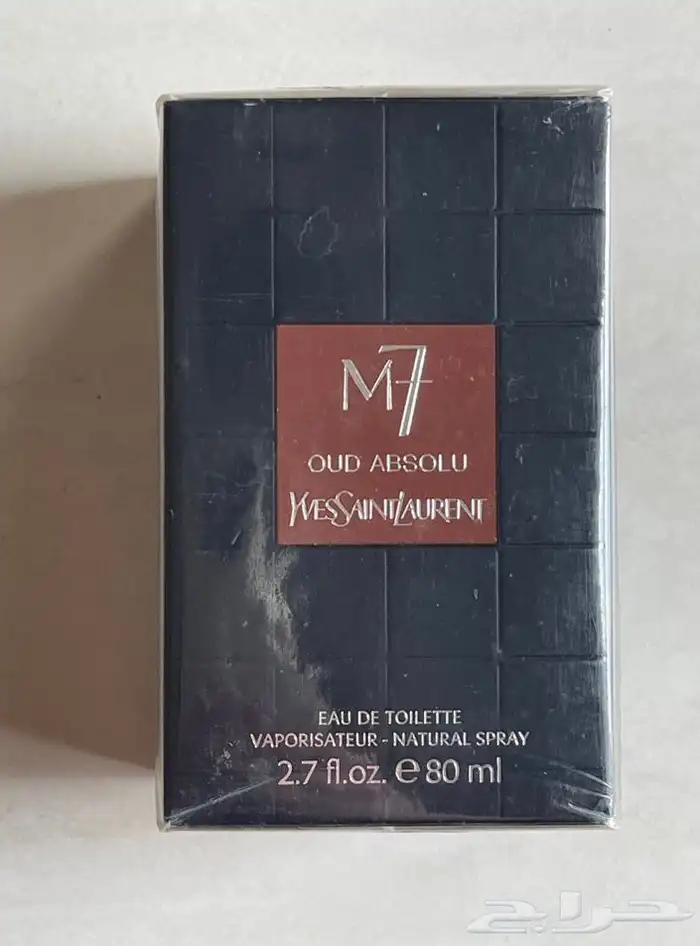 M7
OUD ABSOLU
YVESSAINTLAURENT
EAU DE TOILETTE
VAPORISATEUR - NATURAL SPRAY
2.7 fl.oz. e 80 ml
حراج